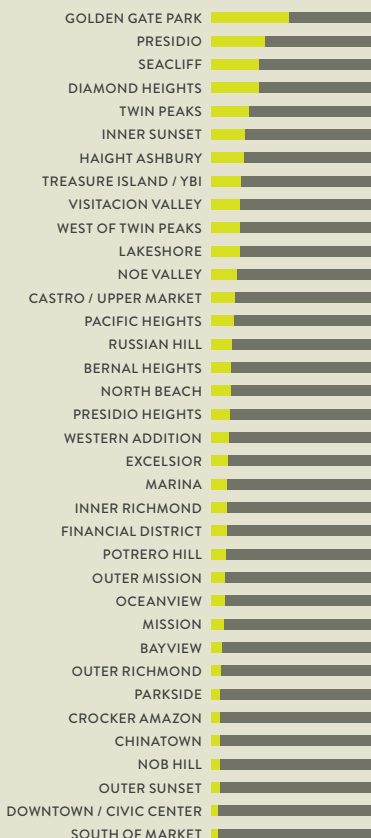 GOLDEN GATE PARK
PRESIDIO
SEACLIFF
DIAMOND HEIGHTS
TWIN PEAKS
INNER SUNSET
HAIGHT ASHBURY
TREASURE ISLAND / YBI
VISITACION VALLEY
WEST OF TWIN PEAKS
LAKESHORE
NOE VALLEY
CASTRO / UPPER MARKET
PACIFIC HEIGHTS
RUSSIAN HILL
BERNAL HEIGHTS
NORTH BEACH
PRESIDIO HEIGHTS
WESTERN ADDITION
EXCELSIOR
MARINA
INNER RICHMOND
FINANCIAL DISTRICT
POTRERO HILL
OUTER MISSION
OCEANVIEW
MISSION
BAYVIEW
OUTER RICHMOND
PARKSIDE
CROCKER AMAZON
CHINATOWN
NOB HILL
OUTER SUNSET
DOWNTOWN / CIVIC CENTER
SOUTH OF MARKET